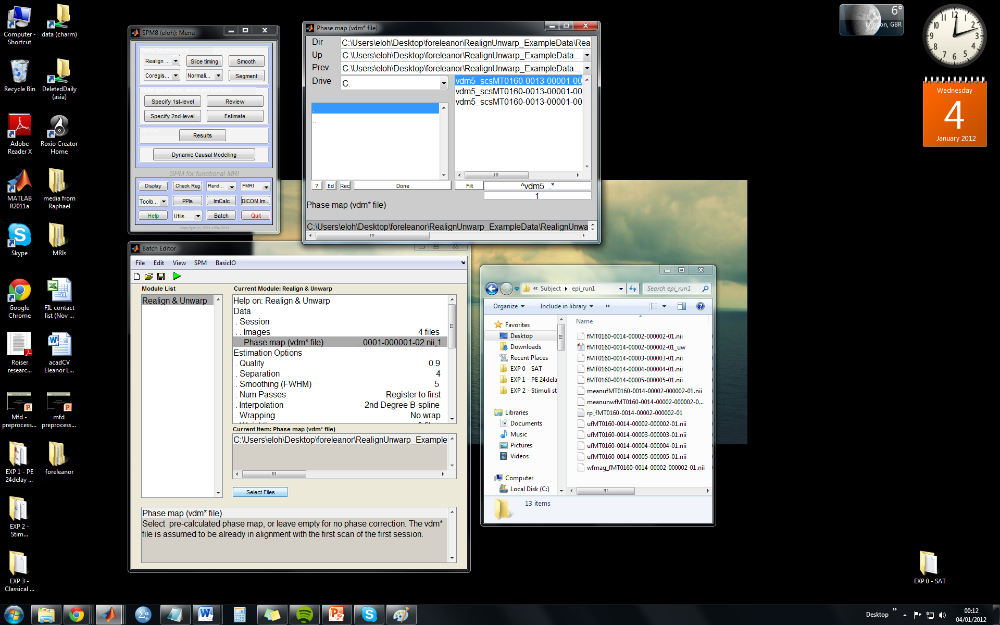 Computer -
Shortcut
data (charm)
Recycle Bin
DeletedDaily
(asia)
Adobe
Reader X
Roxio Creator
Home
MATLAB
R2011a
media from
Raphael
Skype
MRIs
Google
Chrome
FIL contact
list (Nov ...
Roiser
researc...
acadCV
Eleanor L...
Mfd -
preprocess...
mfd
preprocess...
EXP 1 - PE
24delay ...
foreleanor
EXP 2 -
Stim...
EXP 3 -
Classical ...
SPM8 (eloh): Menu
Realign ...
Slice timing
Smooth
Coregis...
Normali...
Segment
Model specification, review and estimation
Specify 1st-level
Review
Specify 2nd-level
Estimate
Results
Dynamic Causal Modelling
SPM for functional MRI
Display
Check Reg
Rend...
FMRI
Toolb...
PPIs
ImCalc
DICOM Im...
Help
Utils.....
Batch
Quit
Copyright (c) 1991,1994-2011
Phase map (vdm* file)
Dir
C:\Users\eloh\Desktop\foreleanor\RealignUnwarp_ExampleData\Rea
Up
C:\Users\eloh\Desktop\foreleanor\RealignUnwarp_ExampleData...
Prev
C:\Users\eloh\Desktop\foreleanor\RealignUnwarp_ExampleData...
Drive
C:
vdm5_scsMT0160-0013-00001-00
vdm5_scsMT0160-0013-00001-00
vdm5_scsMT0160-0013-00001-00
.
..
?
Ed
Rec
Done
Filt
^vdm5_.*
1
Phase map (vdm* file)
C:\Users\eloh\Desktop\foreleanor\RealignUnwarp_ExampleData\RealignUnwa
Batch Editor
File Edit View SPM BasicIO
Module List
Realign & Unwarp
Current Module: Realign & Unwarp
Help on: Realign & Unwarp
Data
. Session
. . Images 4 files
. . Phase map (vdm* file) ...0001-000001-02.nii,1
Estimation Options
. Quality 0.9
. Separation 4
. Smoothing (FWHM) 5
. Num Passes Register to first
. Interpolation 2nd Degree B-spline
. Wrapping No wrap
Current Item: Phase map (vdm* file)
C:\Users\eloh\Desktop\foreleanor\RealignUnwarp_Example
Select Files
Phase map (vdm* file)
Select pre-calculated phase map, or leave empty for no phase correction. The vdm*
file is assumed to be already in alignment with the first scan of the first session.
« Subject epi_run1
Search epi_run1
Organize
Include in library
»
Favorites
Desktop
Downloads
Recent Places
EXP 0 - SAT
EXP 1 - PE 24dela
EXP 2 - Stimuli st
Libraries
Documents
Music
Pictures
Videos
Computer
Local Disk (C:)
Name
fMT0160-0014-00002-000002-01.nii
fMT0160-0014-00002-000002-01_uw
fMT0160-0014-00003-000003-01.nii
fMT0160-0014-00004-000004-01.nii
fMT0160-0014-00005-000005-01.nii
meanufMT0160-0014-00002-000002-01.nii
meanunwfMT0160-0014-00002-000002-0...
rp_fMT0160-0014-00002-000002-01
ufMT0160-0014-00002-000002-01.nii
ufMT0160-0014-00003-000003-01.nii
ufMT0160-0014-00004-000004-01.nii
ufMT0160-0014-00005-000005-01.nii
wfmag_fMT0160-0014-00002-000002-01.nii
13 items
6°
London, GBR
12 1 2 3 4 5 6 7 8 9 10 11
Wednesday
4
January 2012
EXP 0 - SAT
Desktop
»
00:12
04/01/2012